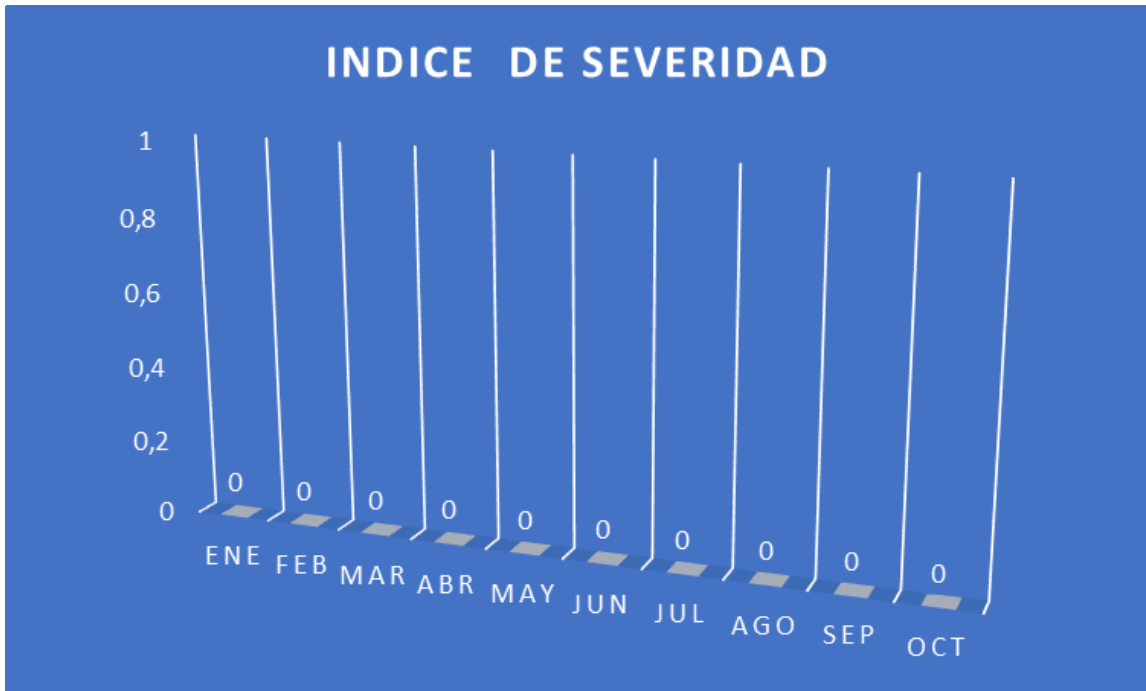 INDICE DE SEVERIDAD
1
0,8
0,6
0,4
0,2
0
0 0 0 0 0 0 0 0 0 0
ENE FEB MAR ABR MAY JUN JUL AGO SEP OCT